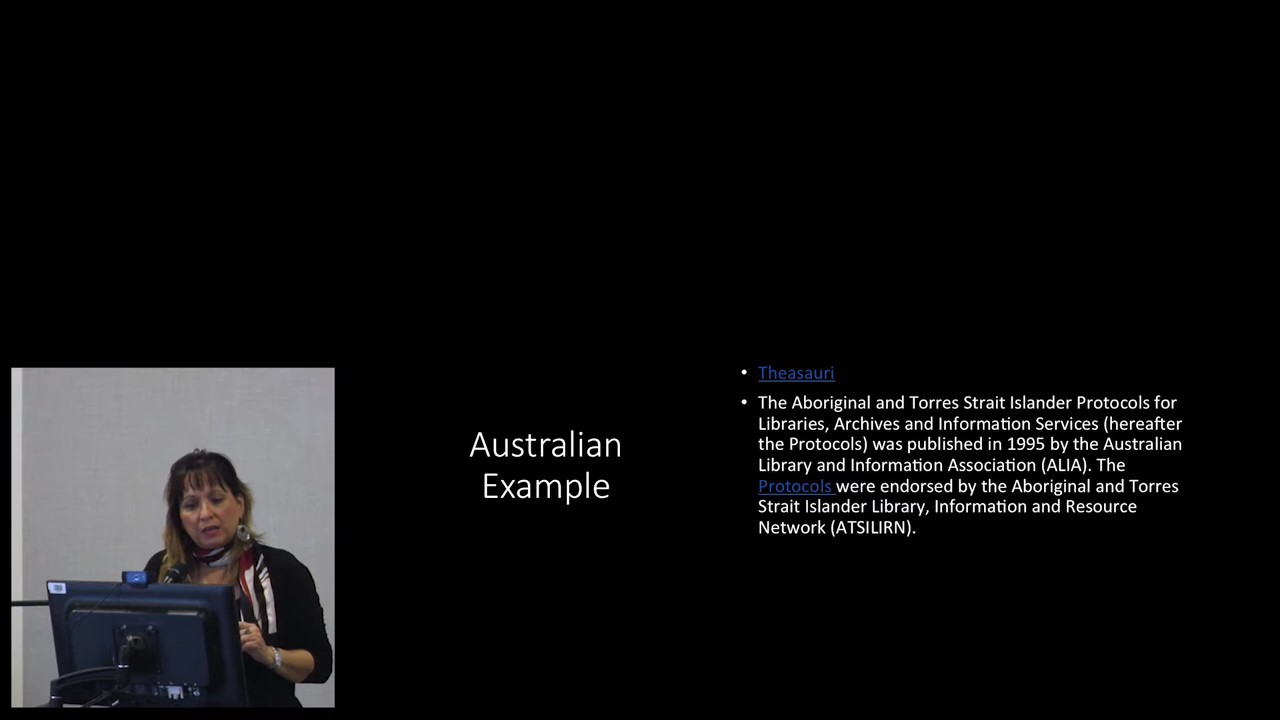 Australian
Example
• Theasauri
• The Aboriginal and Torres Strait Islander Protocols for
Libraries, Archives and Information Services (hereafter
the Protocols) was published in 1995 by the Australian
Library and Information Association (ALIA). The
Protocols were endorsed by the Aboriginal and Torres
Strait Islander Library, Information and Resource
Network (ATSILIRN).